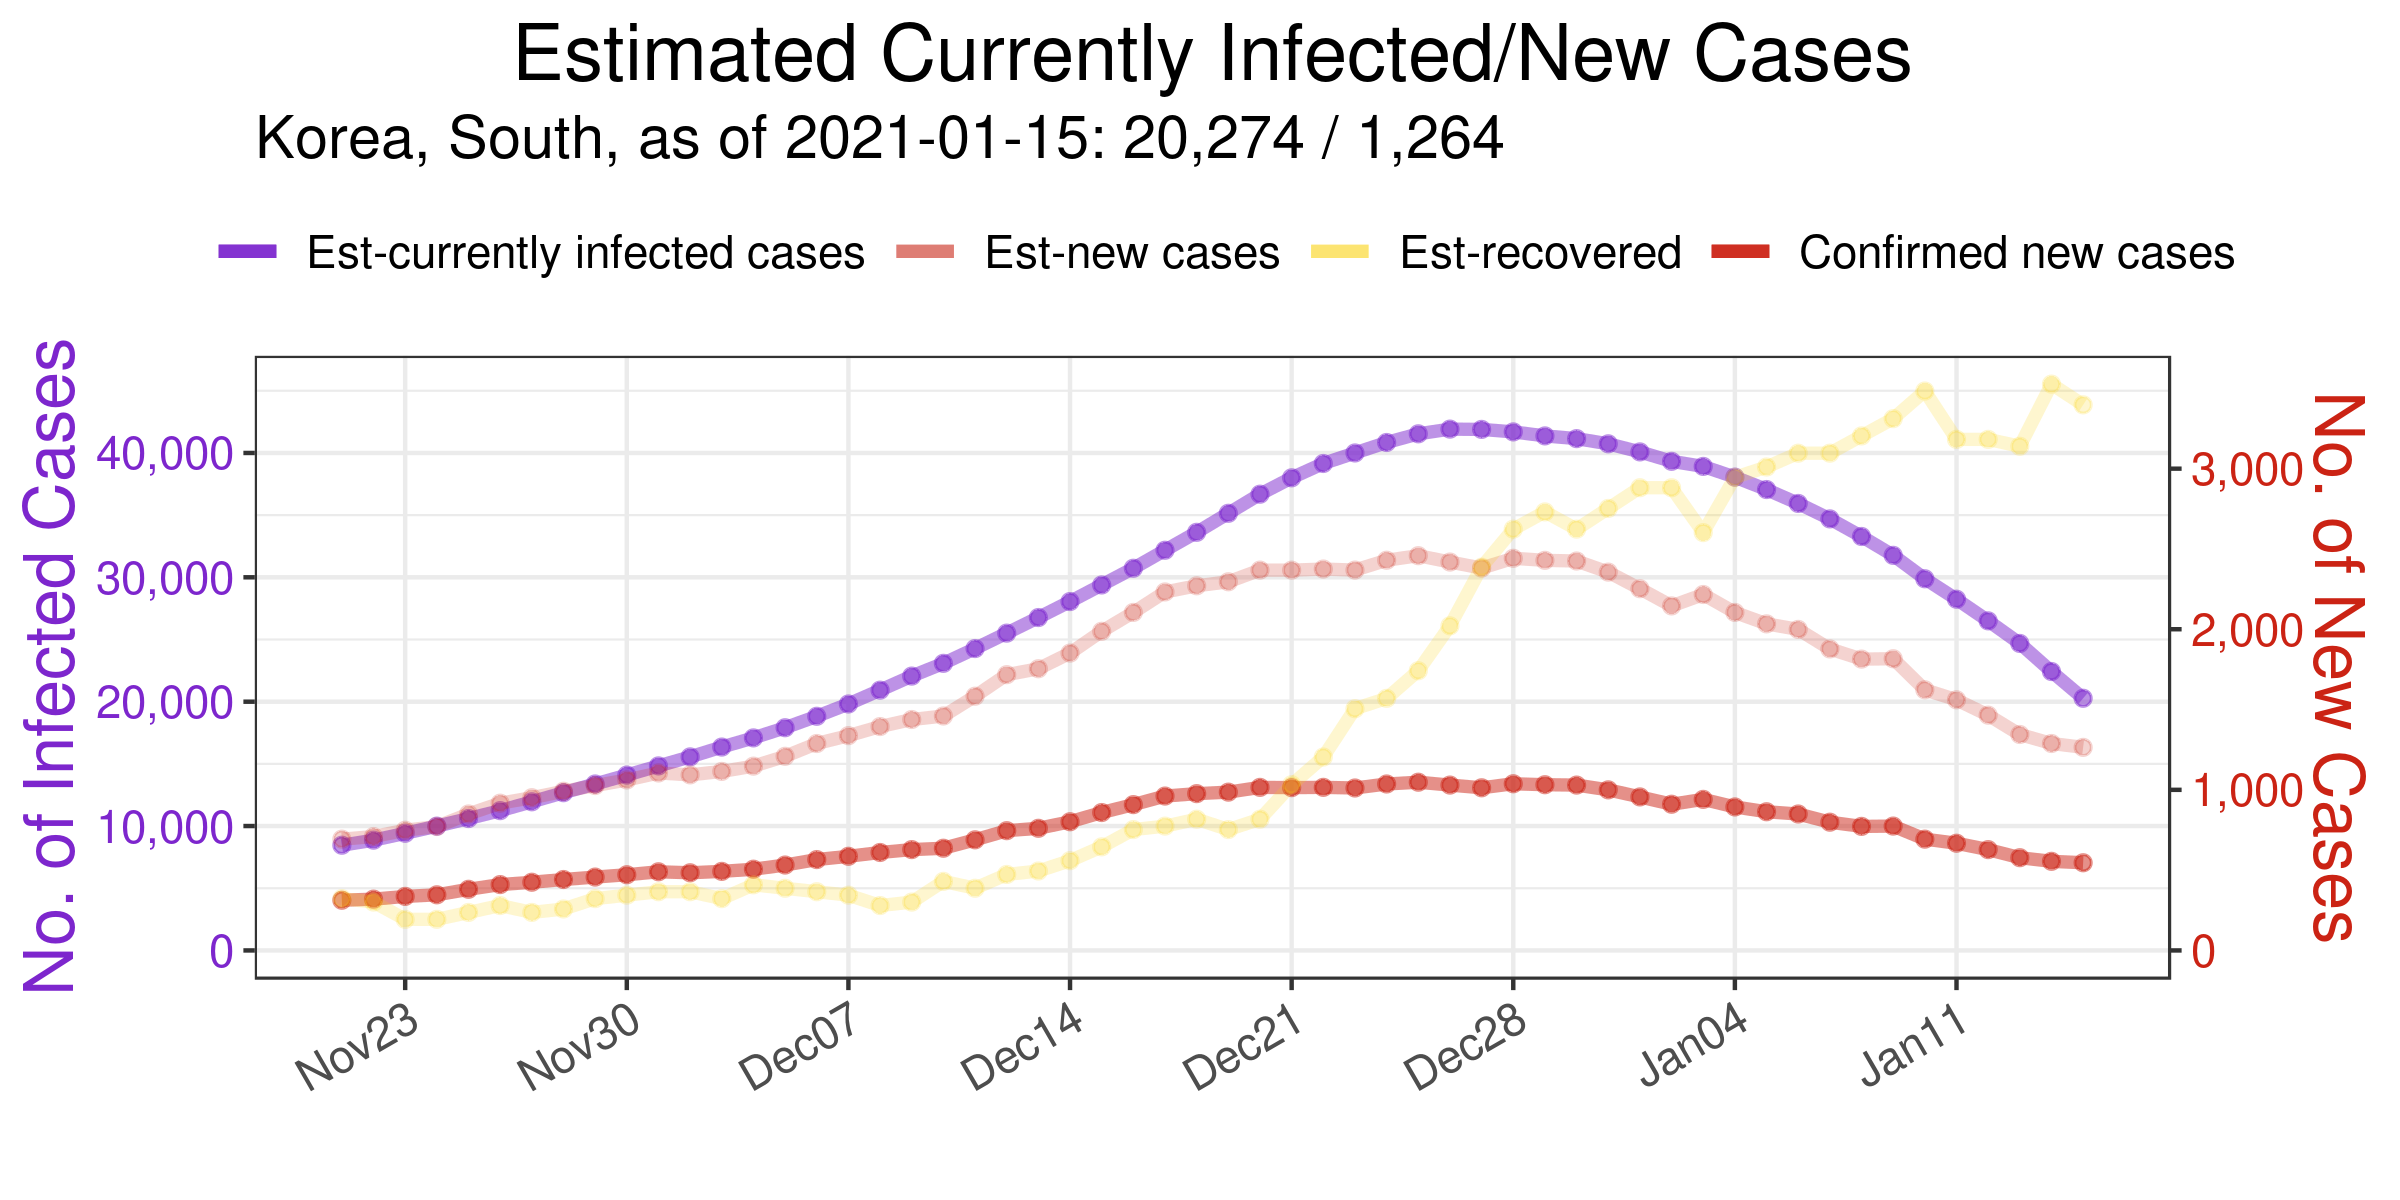 Estimated Currently Infected/New Cases
Korea, South, as of 2021-01-15: 20,274 / 1,264
Est-currently infected cases Est-new cases Est-recovered Confirmed new cases
No. of Infected Cases
40,000
30,000
20,000
10,000
0
3,000
2,000
1,000
0
No. of New Cases
Nov23 Nov30 Dec07 Dec14 Dec21 Dec28 Jan04 Jan11